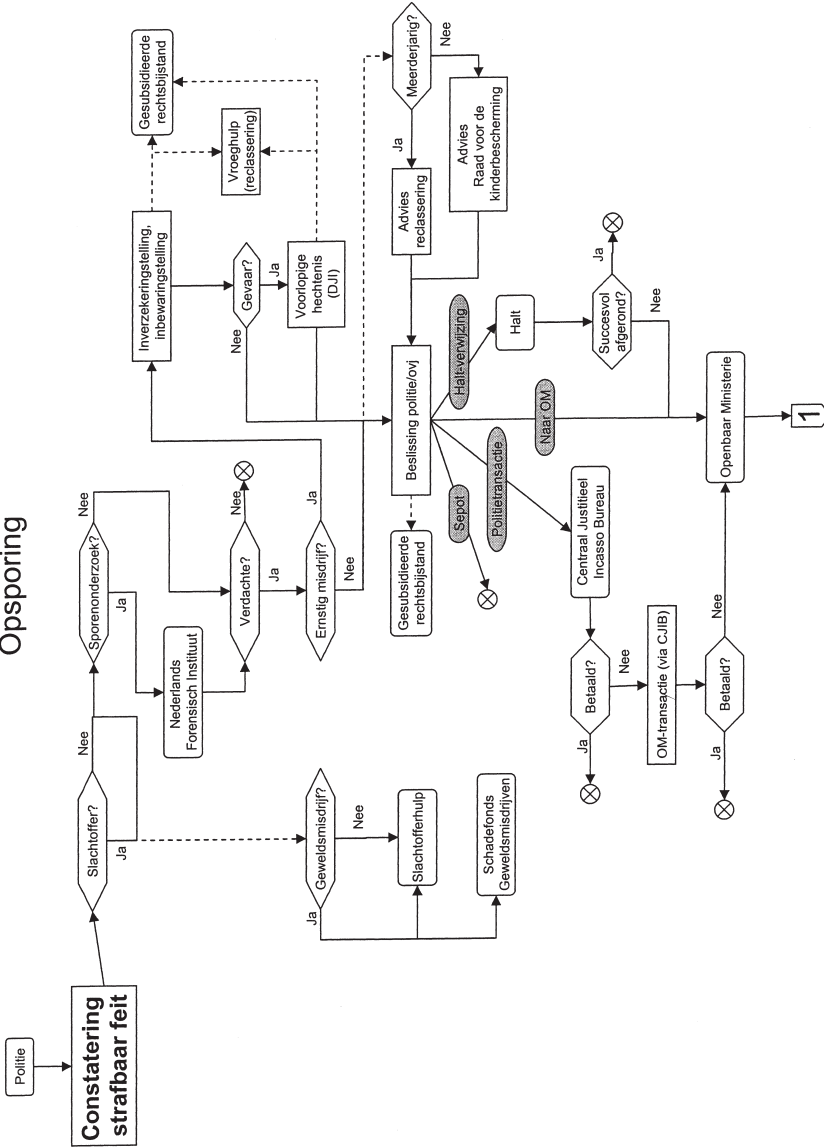 Opsporing
Politie
Constatering
strafbaar feit
Slachtoffer?
Nee
Ja
Sporenonderzoek?
Nee
Ja
Nederlands
Forensisch Instituut
Verdachte?
Nee
Ja
Ernstig misdrijf?
Ja
Nee
Geweldsmisdrijf?
Ja
Nee
Slachtofferhulp
Schadefonds
Geweldsmisdrijven
Inverzekeringstelling,
inbewaringstelling
Gesubsidieerde
rechtsbijstand
Vroeghulp
(reclassering)
Gevaar?
Nee
Ja
Voorlopige
hechtenis
(DJI)
Meerderjarig?
Nee
Ja
Advies
reclassering
Advies
Raad voor de
kinderbescherming
Beslissing politie/ovj
Gesubsidieerde
rechtsbijstand
Sepot
Politietransactie
Naar OM
Halt-verwijzing
Halt
Succesvol
afgerond?
Ja
Nee
Centraal Justitieel
Incasso Bureau
Betaald?
Ja
Nee
OM-transactie (via CJIB)
Betaald?
Ja
Nee
Openbaar Ministerie
1